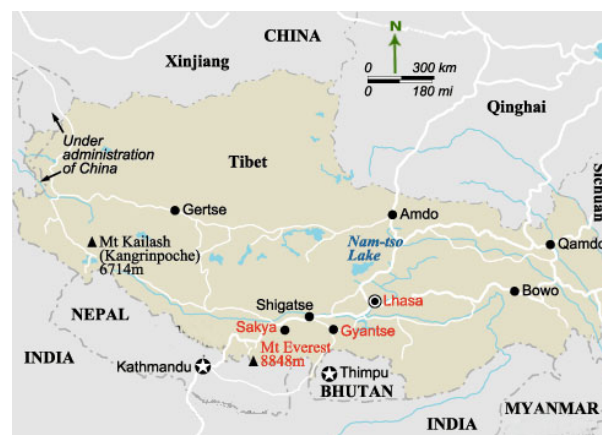 CHINA
N
Xinjiang
0 300 km
0 180 mi
Qinghai
Under
administration
of China
Tibet
Sichuan
Gertse
Amdo
Mt Kailash
(Kangrinpoche)
6714m
Nam-tso
Lake
Qamdo
NEPAL
Shigatse
Lhasa
Bowo
Sakya
Gyantse
INDIA
Mt Everest
8848m
Kathmandu
Thimpu
BHUTAN
INDIA
MYANMAR